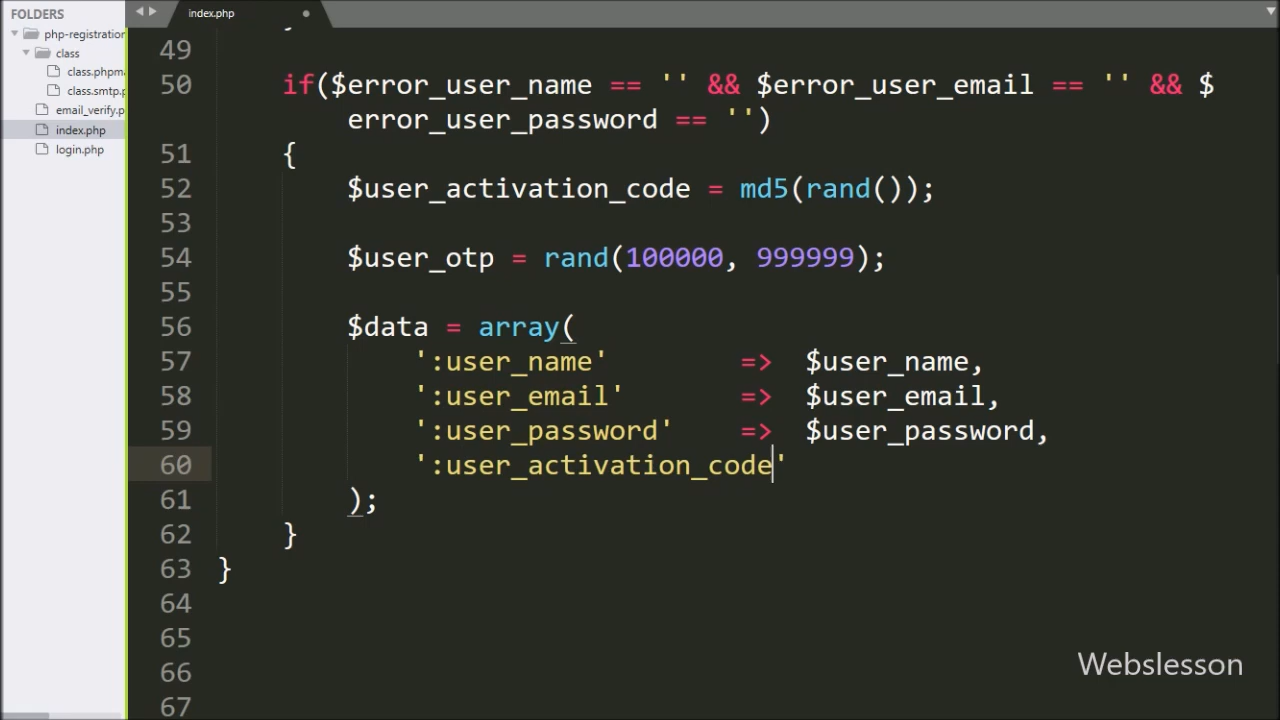 FOLDERS
index.php
php-registration
class
class.phpma
class.smtp.p
email_verify.p
index.php
login.php
49
50 if($error_user_name == '' && $error_user_email == '' && $
error_user_password == '')
51 {
52 $user_activation_code = md5(rand());
53
54 $user_otp = rand(100000, 999999);
55
56 $data = array(
57 ':user_name' => $user_name,
58 ':user_email' => $user_email,
59 ':user_password' => $user_password,
60 ':user_activation_code'
61 );
62 }
63 }
64
65
66
67
Webslesson